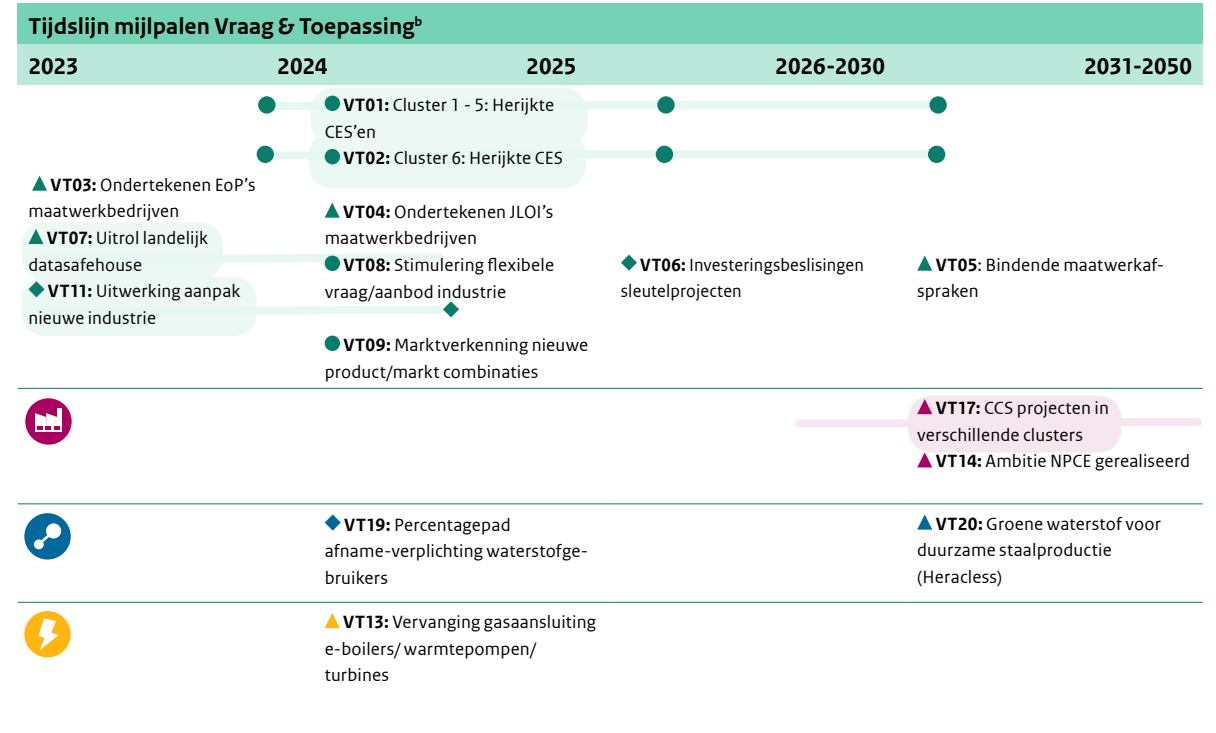 Tijdslijn mijlpalen Vraag & Toepassingᵇ
2023 2024 2025 2026-2030 2031-2050
VT01: Cluster 1 - 5: Herijkte
CES’en
VT02: Cluster 6: Herijkte CES
VT03: Ondertekenen EoP’s
maatwerkbedrijven
VT07: Uitrol landelijk
datasafehouse
VT11: Uitwerking aanpak
nieuwe industrie
VT04: Ondertekenen JLOI’s
maatwerkbedrijven
VT08: Stimulering flexibele
vraag/aanbod industrie
VT09: Marktverkenning nieuwe
product/markt combinaties
VT06: Investeringsbeslisingen
sleutelprojecten
VT05: Bindende maatwerkaf-
spraken
VT17: CCS projecten in
verschillende clusters
VT14: Ambitie NPCE gerealiseerd
VT19: Percentagepad
afname-verplichting waterstofge-
bruikers
VT20: Groene waterstof voor
duurzame staalproductie
(Heracless)
VT13: Vervanging gasaansluiting
e-boilers/ warmtepompen/
turbines